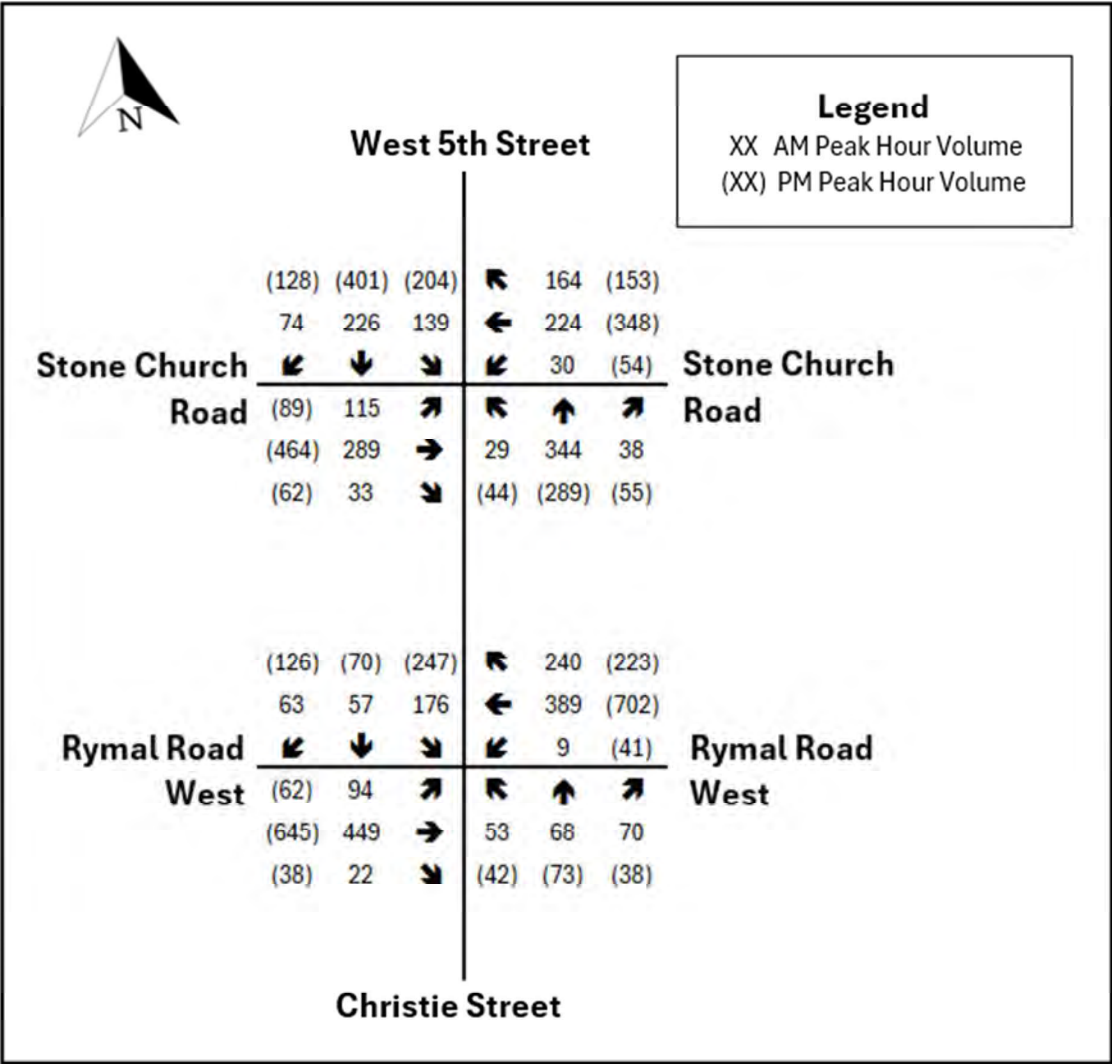 N
Legend
XX AM Peak Hour Volume
(XX) PM Peak Hour Volume
West 5th Street
(128) (401) (204) 164 (153)
74 226 139 224 (348)
Stone Church 30 (54) Stone Church
Road (89) 115 Road
(464) 289 29 344 38
(62) 33 (44) (289) (55)
(126) (70) (247) 240 (223)
63 57 176 389 (702)
Rymal Road 9 (41) Rymal Road
West (62) 94 West
(645) 449 53 68 70
(38) 22 (42) (73) (38)
Christie Street